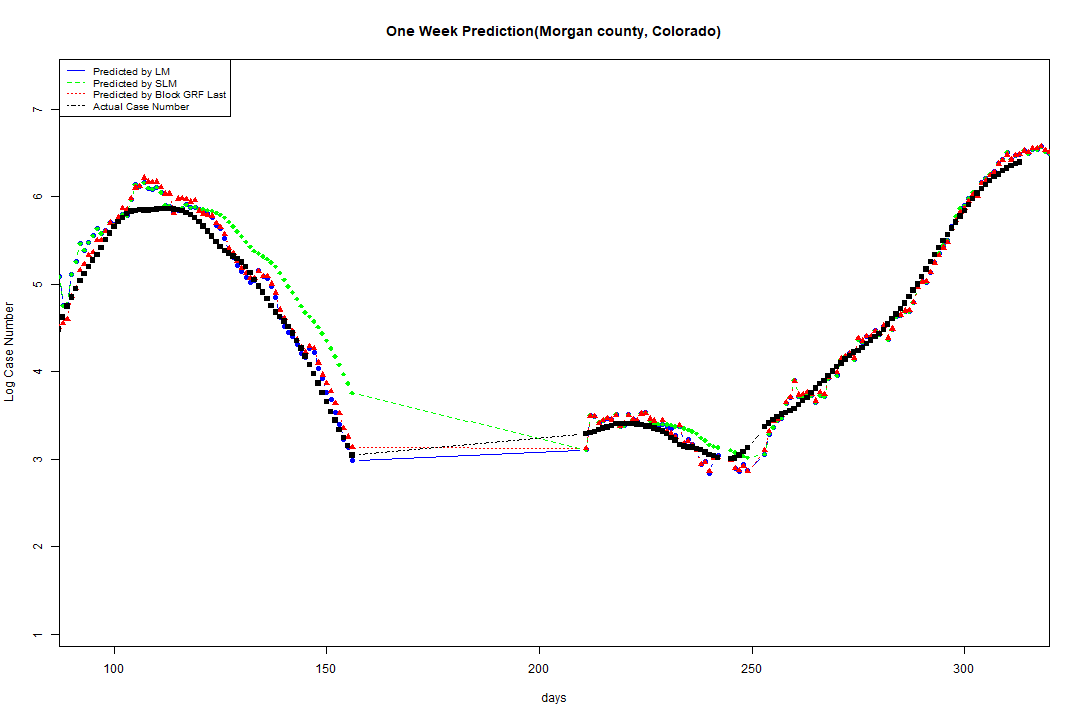 One Week Prediction(Morgan county, Colorado)
Predicted by LM
Predicted by SLM
Predicted by Block GRF Last
Actual Case Number
7
6
5
4
3
2
1
Log Case Number
100 150 200 250 300
days